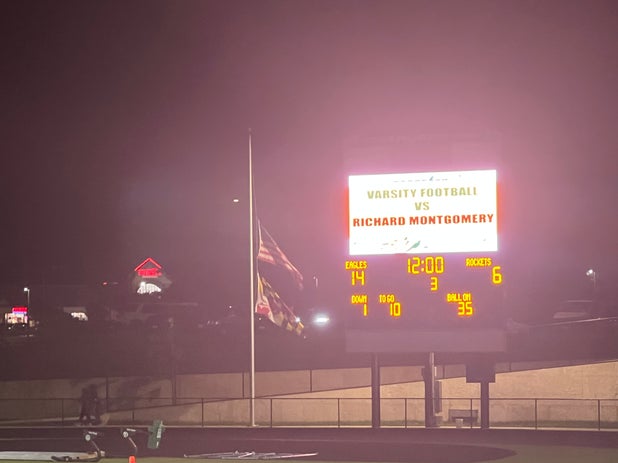 VARSITY FOOTBALL
VS
RICHARD MONTGOMERY
EAGLES 12:00 ROCKETS
14 3 6
DOWN TO GO BALL ON
1 10 35